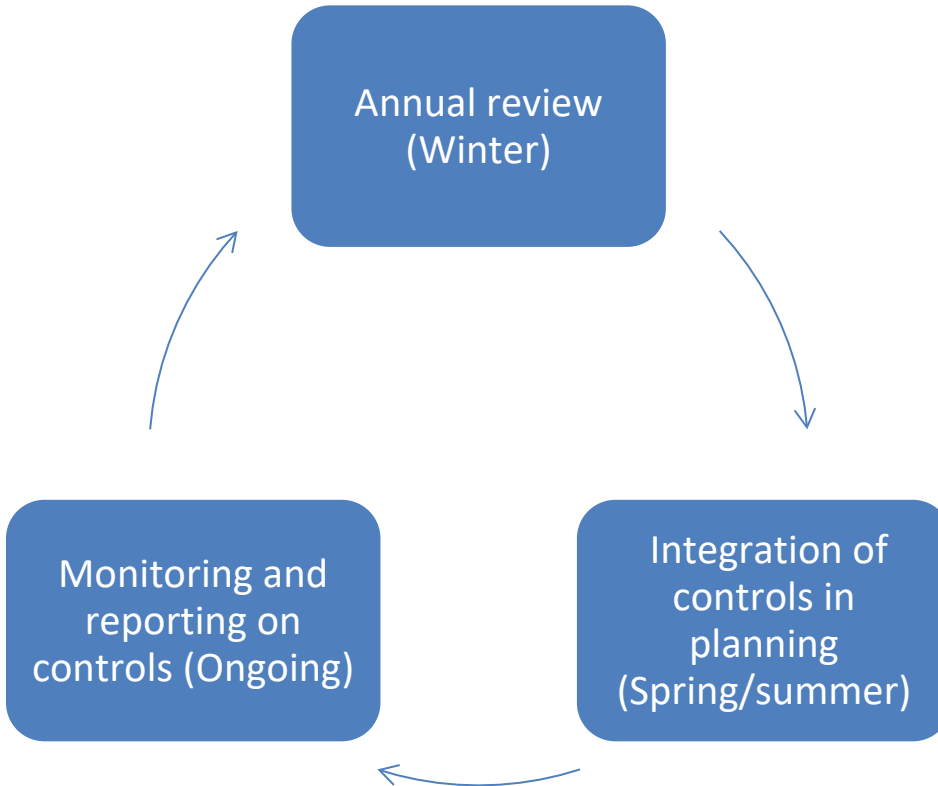 Annual review
(Winter)
Integration of
controls in
planning
(Spring/summer)
Monitoring and
reporting on
controls (Ongoing)